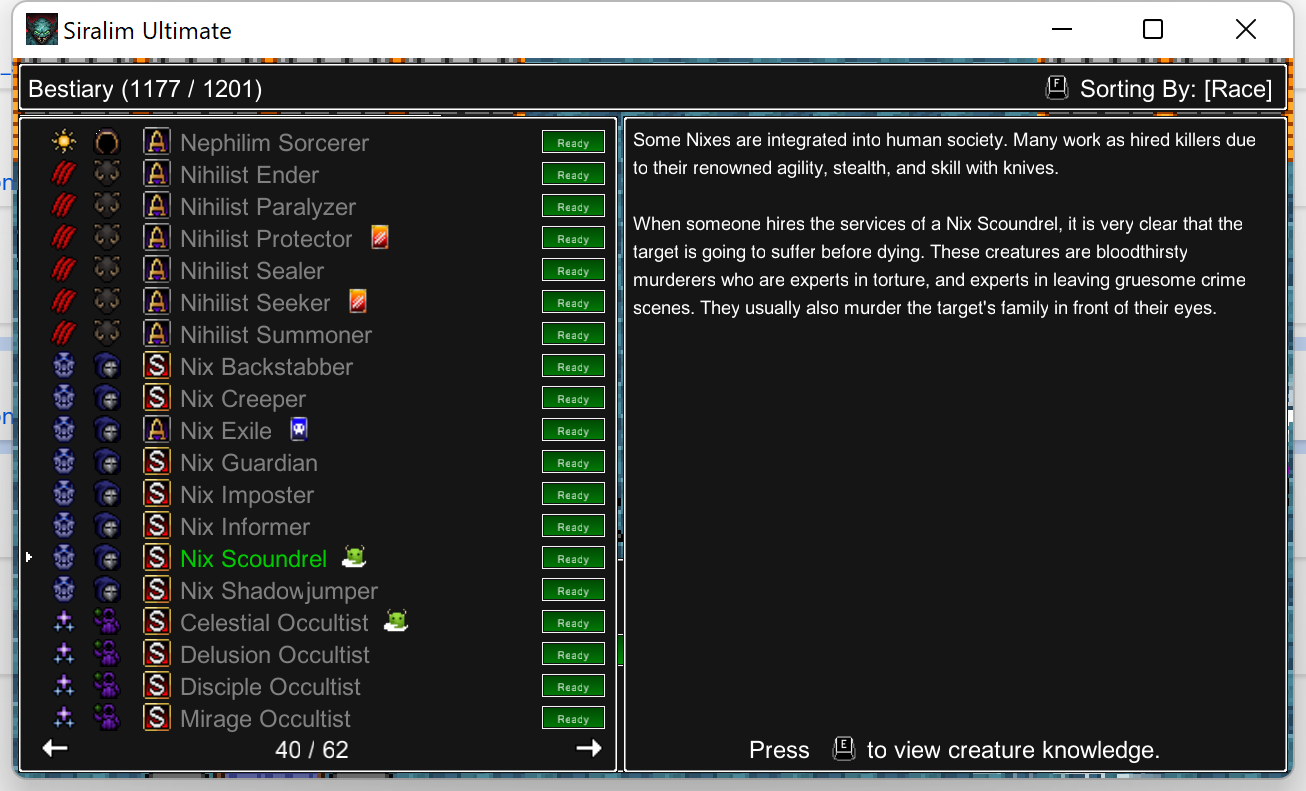 Siralim Ultimate
Bestiary (1177 / 1201)
F Sorting By: [Race]
A Nephilim Sorcerer Ready
A Nihilist Ender Ready
A Nihilist Paralyzer Ready
A Nihilist Protector Ready
A Nihilist Sealer Ready
A Nihilist Seeker Ready
A Nihilist Summoner Ready
S Nix Backstabber Ready
S Nix Creeper Ready
A Nix Exile Ready
S Nix Guardian Ready
S Nix Imposter Ready
S Nix Informer Ready
S Nix Scoundrel Ready
S Nix Shadowjumper Ready
S Celestial Occultist Ready
S Delusion Occultist Ready
S Disciple Occultist Ready
S Mirage Occultist Ready
40 / 62
Some Nixes are integrated into human society. Many work as hired killers due
to their renowned agility, stealth, and skill with knives.
When someone hires the services of a Nix Scoundrel, it is very clear that the
target is going to suffer before dying. These creatures are bloodthirsty
murderers who are experts in torture, and experts in leaving gruesome crime
scenes. They usually also murder the target's family in front of their eyes.
Press E to view creature knowledge.